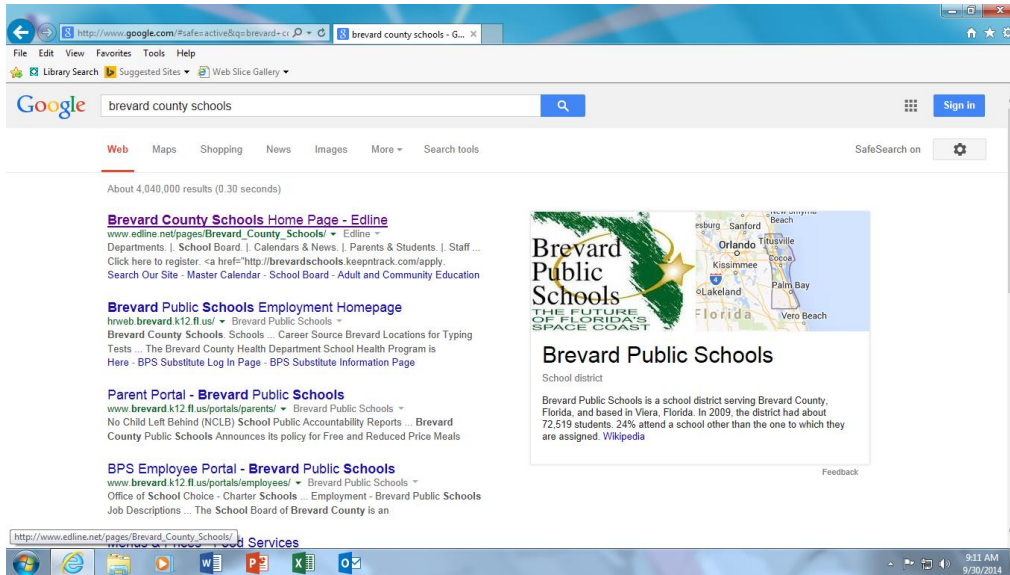 http://www.google.com/#safe=active&q=brevard+cc
brevard county schools - G...
File Edit View Favorites Tools Help
Library Search Suggested Sites Web Slice Gallery
Google
brevard county schools
Sign in
Web Maps Shopping News Images More Search tools
SafeSearch on
About 4,040,000 results (0.30 seconds)
Brevard County Schools Home Page - Edline
www.edline.net/pages/Brevard_County_Schools/ Edline
Departments. |. School Board. |. Calendars & News. |. Parents & Students. |. Staff ...
Click here to register. <a href="http://brevardschools.keepntrack.com/apply.
Search Our Site - Master Calendar - School Board - Adult and Community Education
Brevard Public Schools Employment Homepage
hrweb.brevard.k12.fl.us/ Brevard Public Schools
Brevard County Schools. Schools ... Career Source Brevard Locations for Typing
Tests ... The Brevard County Health Department School Health Program is
Here - BPS Substitute Log In Page - BPS Substitute Information Page
Parent Portal - Brevard Public Schools
www.brevard.k12.fl.us/portals/parents/ Brevard Public Schools
No Child Left Behind (NCLB) School Public Accountability Reports ... Brevard
County Public Schools Announces its policy for Free and Reduced Price Meals
BPS Employee Portal - Brevard Public Schools
www.brevard.k12.fl.us/portals/employees/ Brevard Public Schools
Office of School Choice - Charter Schools ... Employment - Brevard Public Schools
Job Descriptions ... The School Board of Brevard County is an
Food Services
http://www.edline.net/pages/Brevard_County_Schools/
Brevard
Public
Schools
THE FUTURE
OF FLORIDA'S
SPACE COAST
esburg
Sanford
Beach
Orlando
Titusville
Cocoa
Kissimmee
4
Lakeland
Palm Bay
Florida
Vero Beach
Brevard Public Schools
School district
Brevard Public Schools is a school district serving Brevard County,
Florida, and based in Viera, Florida. In 2009, the district had about
72,519 students. 24% attend a school other than the one to which they
are assigned. Wikipedia
Feedback
9:11 AM
9/30/2014